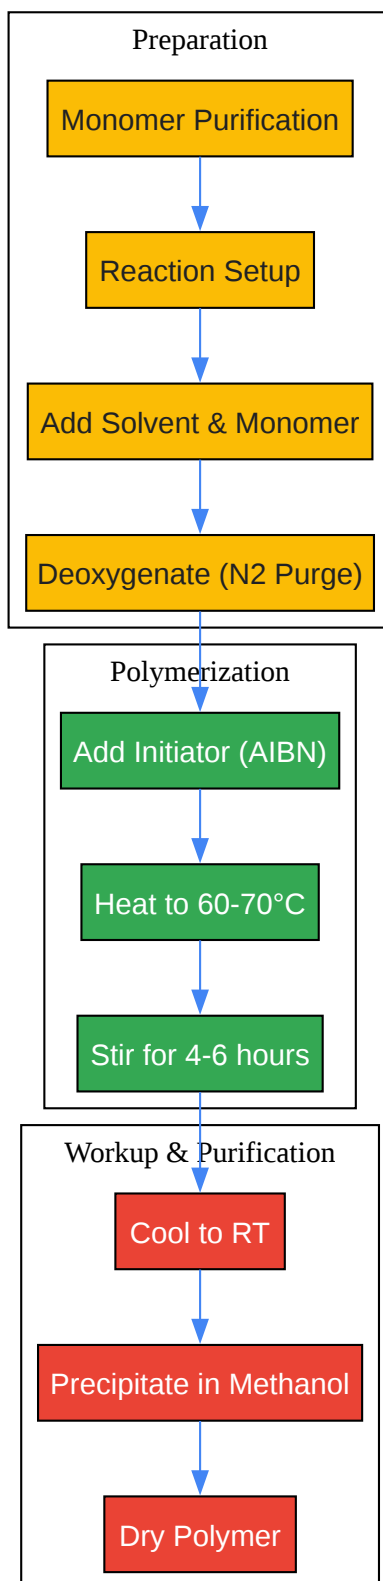 Preparation
Monomer Purification
Reaction Setup
Add Solvent & Monomer
Deoxygenate (N2 Purge)
Polymerization
Add Initiator (AIBN)
Heat to 60-70°C
Stir for 4-6 hours
Workup & Purification
Cool to RT
Precipitate in Methanol
Dry Polymer